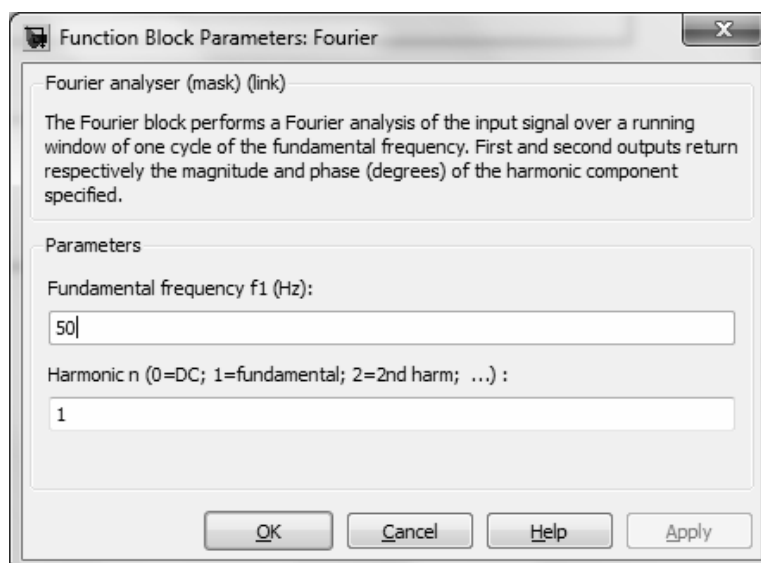 Function Block Parameters: Fourier
X
Fourier analyser (mask) (link)
The Fourier block performs a Fourier analysis of the input signal over a running
window of one cycle of the fundamental frequency. First and second outputs return
respectively the magnitude and phase (degrees) of the harmonic component
specified.
Parameters
Fundamental frequency f1 (Hz):
50
Harmonic n (0=DC; 1=fundamental; 2=2nd harm; ...) :
1
OK Cancel Help Apply